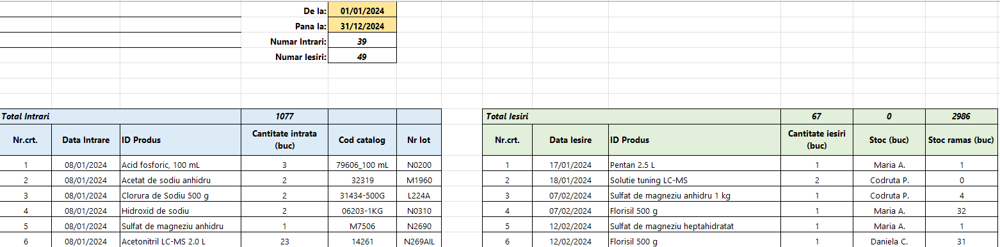 De la: 01/01/2024
Pana la: 31/12/2024
Numar Intrari: 39
Numar Iesiri: 49
Total Intrari 1077
Nr.crt. Data Intrare ID Produs Cantitate intrata (buc) Cod catalog Nr lot
1 08/01/2024 Acid fosforic, 100 mL 3 79606_100 mL N0200
2 08/01/2024 Acetat de sodiu anhidru 2 32319 M1960
3 08/01/2024 Clorura de Sodiu 500 g 2 31434-500G L224A
4 08/01/2024 Hidroxid de sodiu 2 06203-1KG N0310
5 08/01/2024 Sulfat de magneziu anhidru 1 M7506 N2690
6 08/01/2024 Acetonitril LC-MS 2.0 L 23 14261 N269AIL
Total Iesiri 67 0 2986
Nr.crt. Data Iesire ID Produs Cantitate iesiri (buc) Stoc (buc) Stoc ramas (buc)
1 17/01/2024 Pentan 2.5 L 1 Maria A. 1
2 18/01/2024 Solutie tuning LC-MS 2 Codruta P. 0
3 07/02/2024 Sulfat de magneziu anhidru 1 kg 1 Codruta P. 4
4 07/02/2024 Florisil 500 g 1 Maria A. 32
5 12/02/2024 Sulfat de magneziu heptahidratat 1 Maria A. 1
6 12/02/2024 Florisil 500 g 1 Daniela C. 31